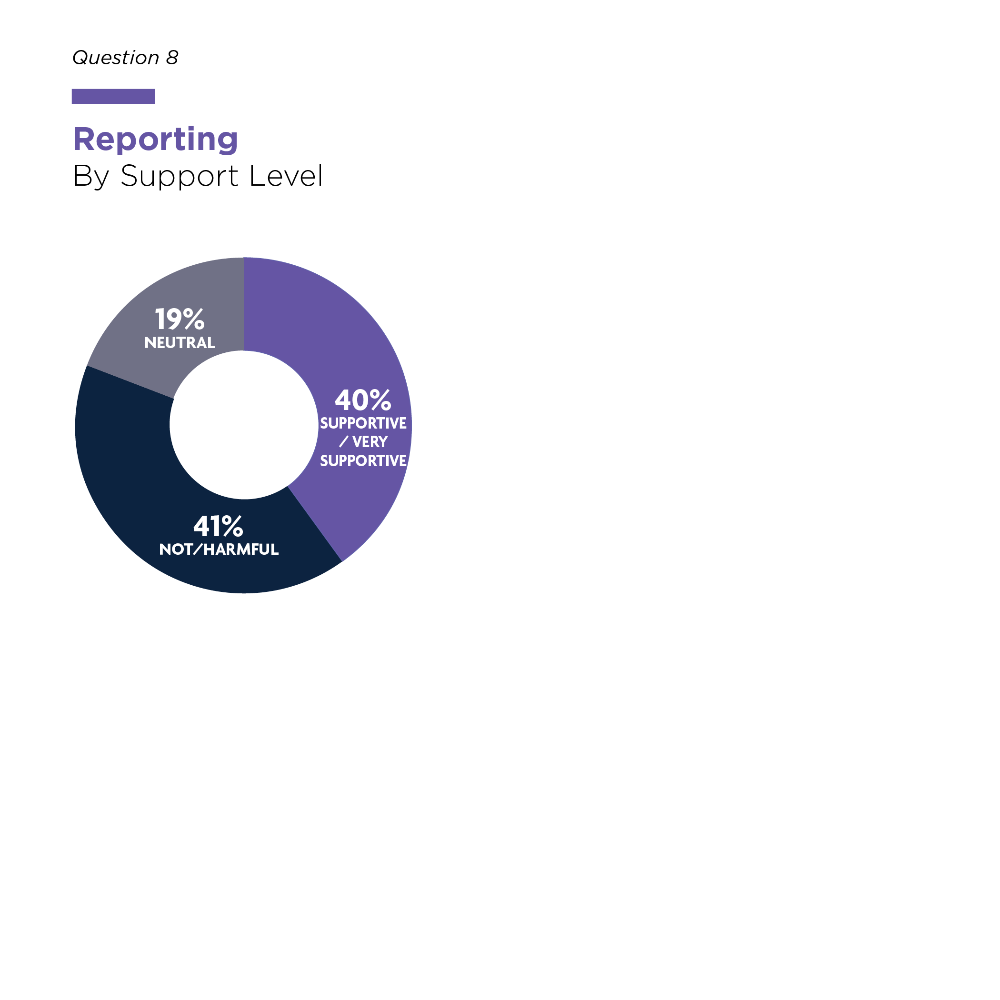 Question 8
Reporting
By Support Level
19%
NEUTRAL
40%
SUPPORTIVE
/ VERY
SUPPORTIVE
41%
NOT/HARMFUL